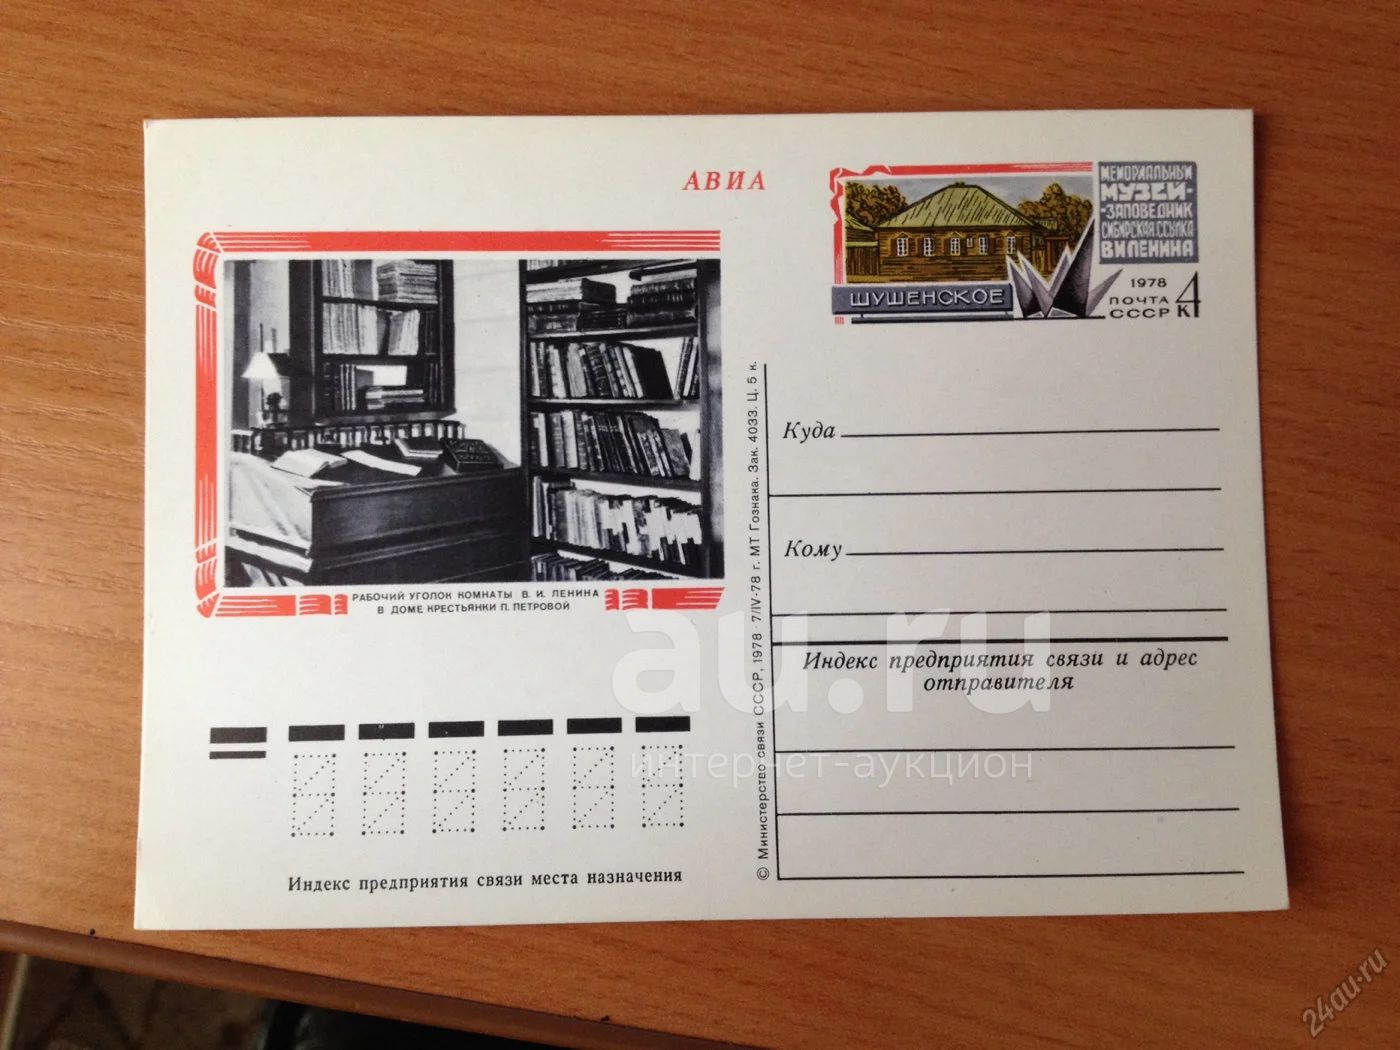 АВИА
МЕМОРИАЛЬНЫЙ
МУЗЕЙ-
-ЗАПОВЕДНИК
СИБИРСКАЯ ССЫЛКА
В.И.ЛЕНИНА
ШУШЕНСКОЕ
1978
ПОЧТА
СССР
4
К
РАБОЧИЙ УГОЛОК КОМНАТЫ В. И. ЛЕНИНА
В ДОМЕ КРЕСТЬЯНКИ П. ПЕТРОВОЙ
© Министерство связи СССР, 1978 · 7/IV-78 г. МТ Гознака. Зак. 4033. Ц. 5 к.
Куда
Кому
Индекс предприятия связи и адрес
отправителя
Индекс предприятия связи места назначения
au.ru
интернет-аукцион
24au.ru